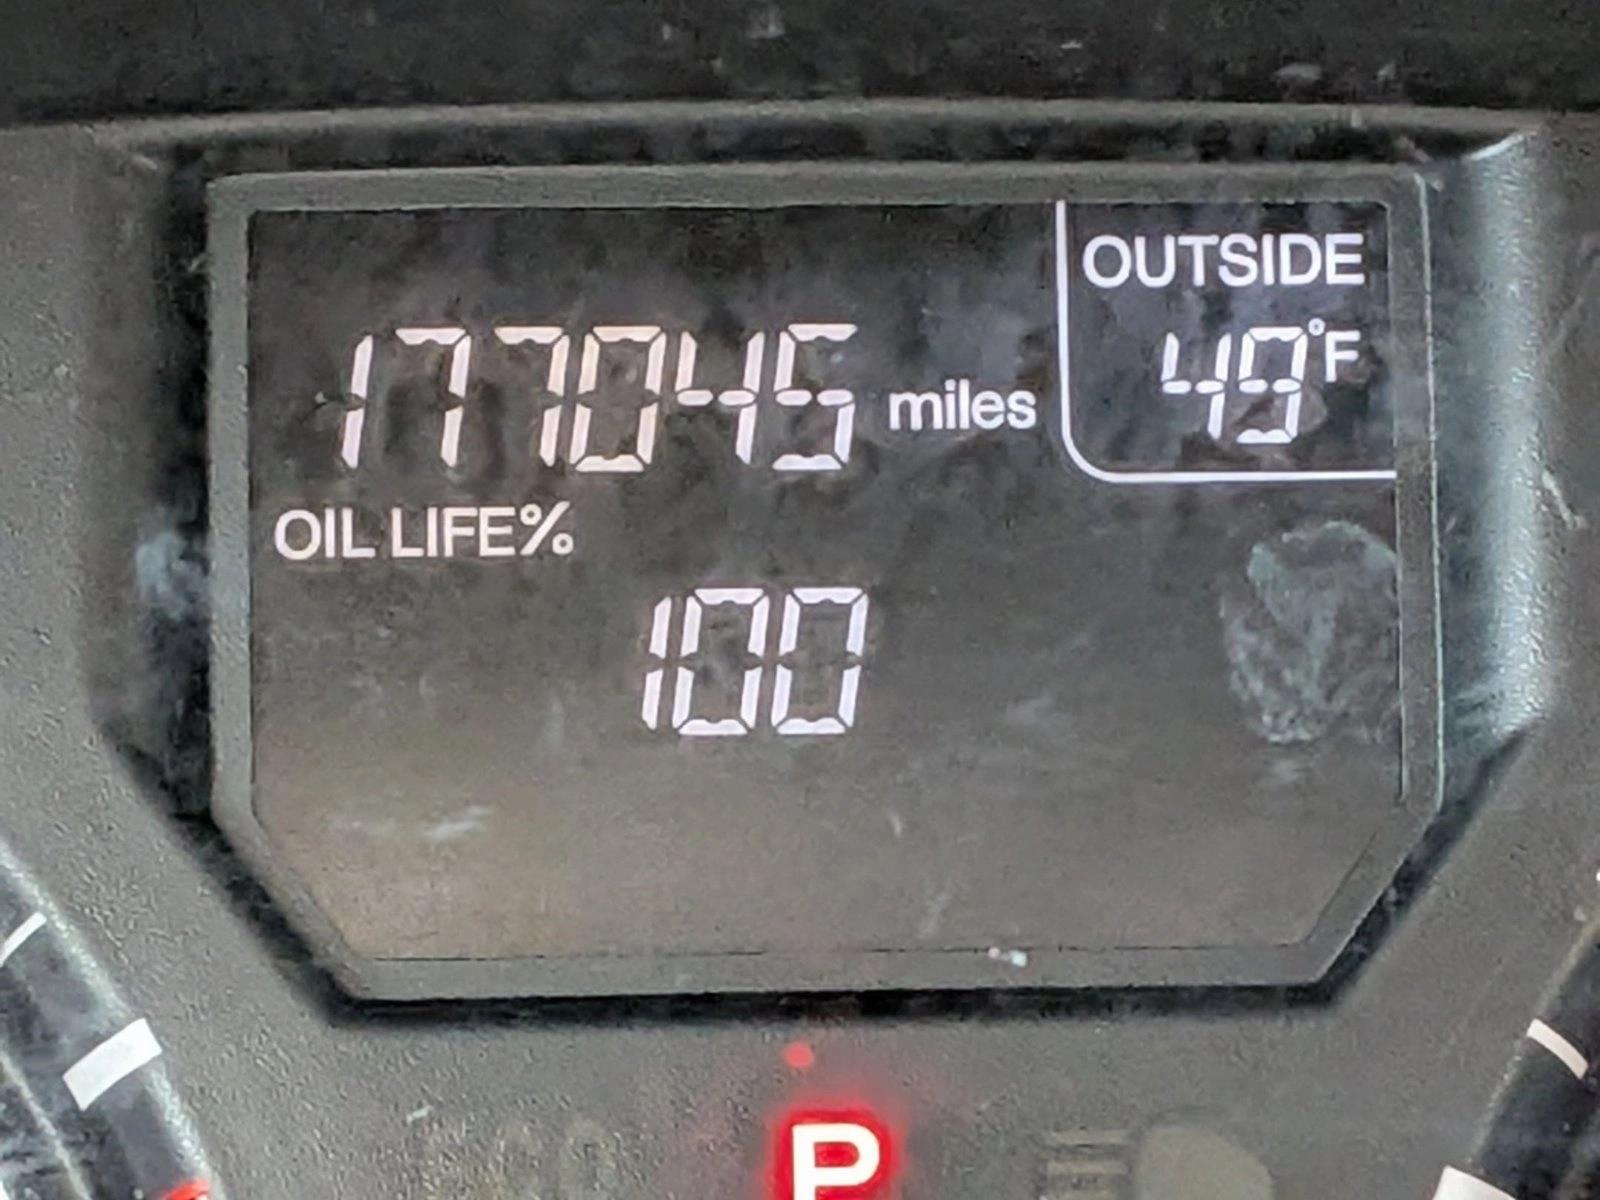 OUTSIDE
177045 miles 49°F
OIL LIFE%
100
P